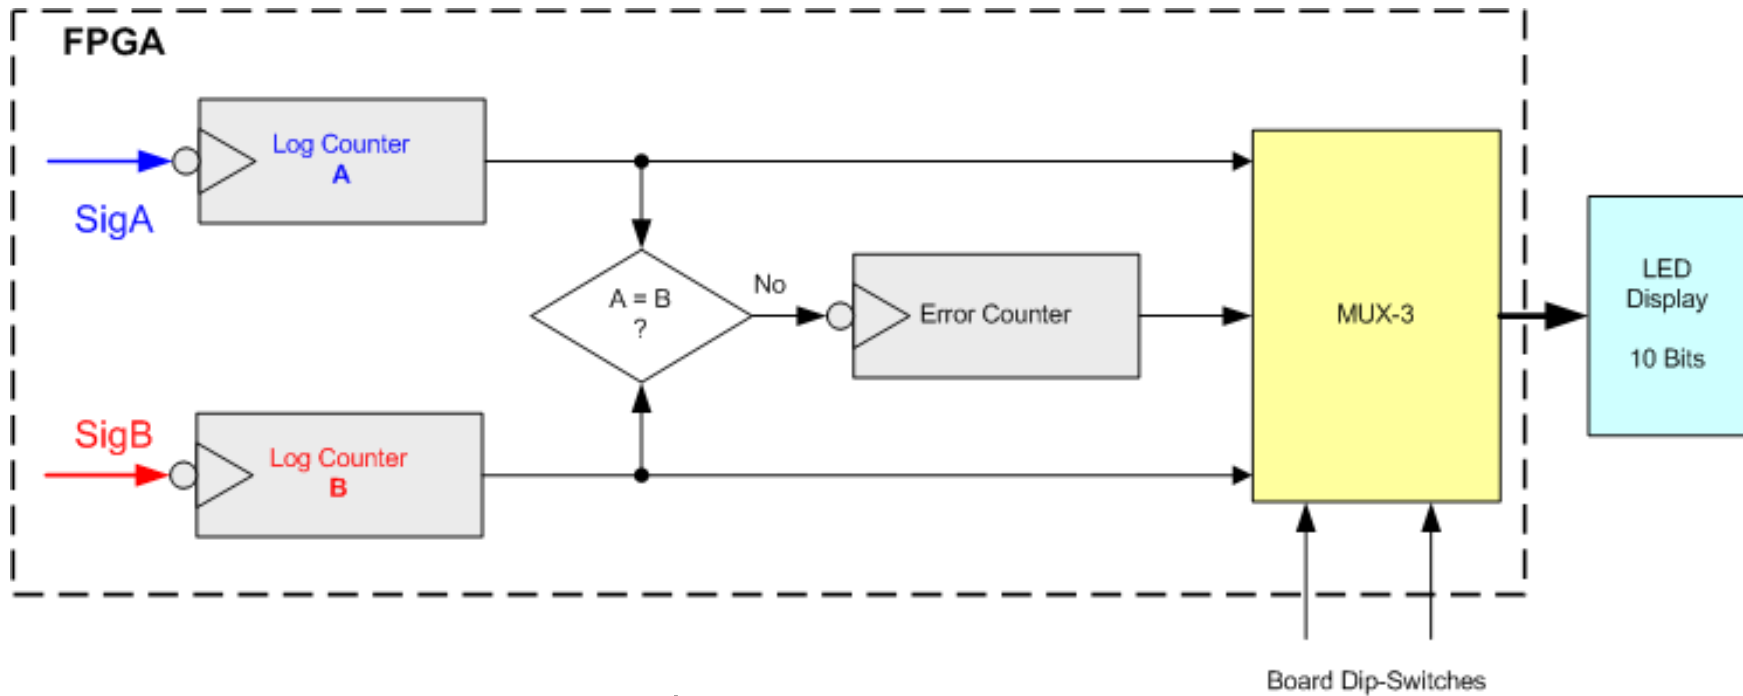 FPGA
Log Counter
A
SigA
A = B
?
No
Error Counter
MUX-3
LED
Display
10 Bits
SigB
Log Counter
B
Board Dip-Switches